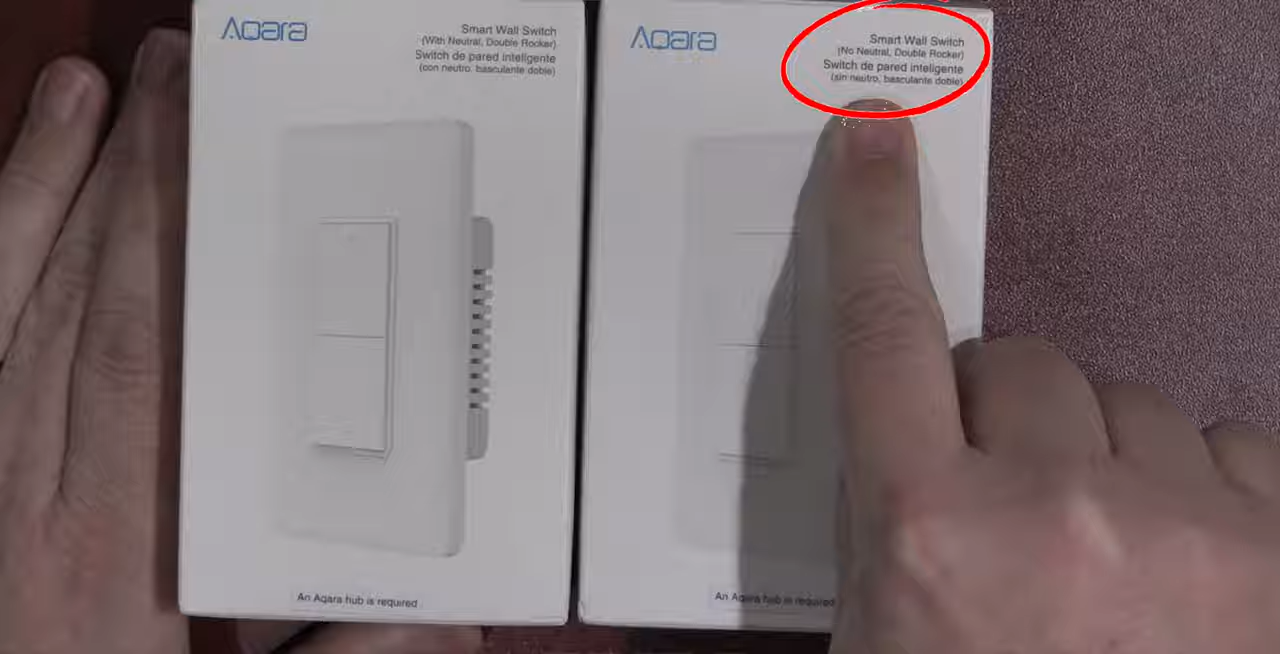 Aqara
Smart Wall Switch
(With Neutral, Double Rocker)
Switch de pared inteligente
(con neutro, basculante doble)
An Aqara hub is required
Aqara
Smart Wall Switch
(No Neutral, Double Rocker)
Switch de pared inteligente
(sin neutro, basculante doble)
An Aqara hub is required